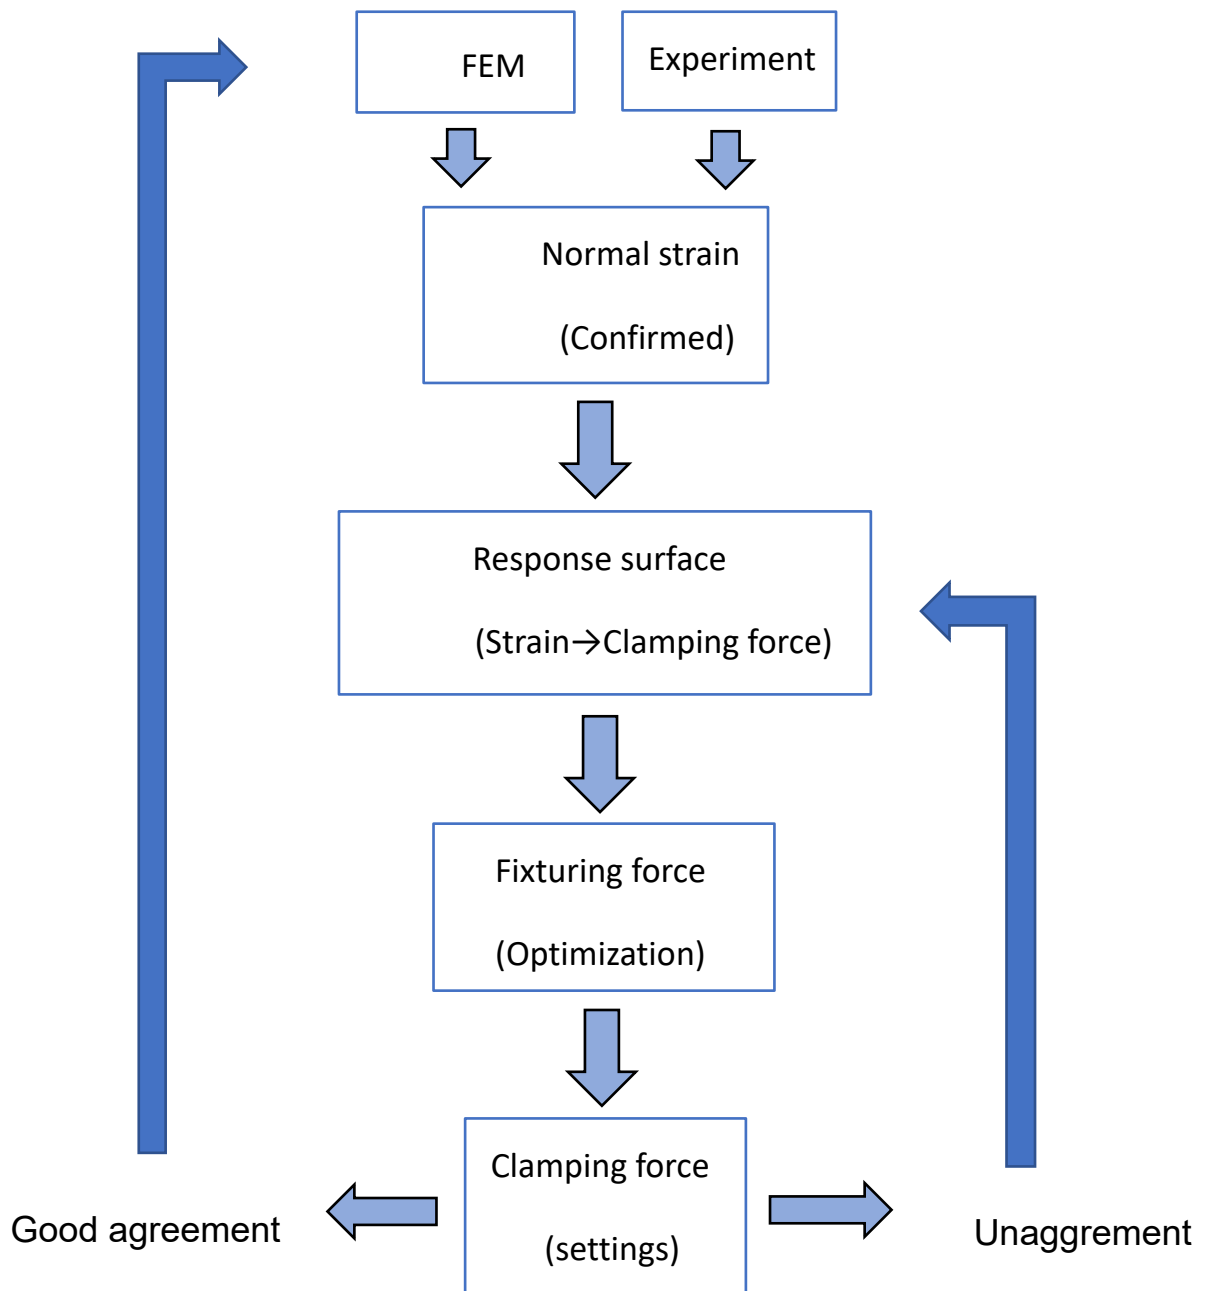 FEM
Experiment
Normal strain
(Confirmed)
Response surface
(Strain→Clamping force)
Fixturing force
(Optimization)
Clamping force
(settings)
Good agreement
Unaggrement